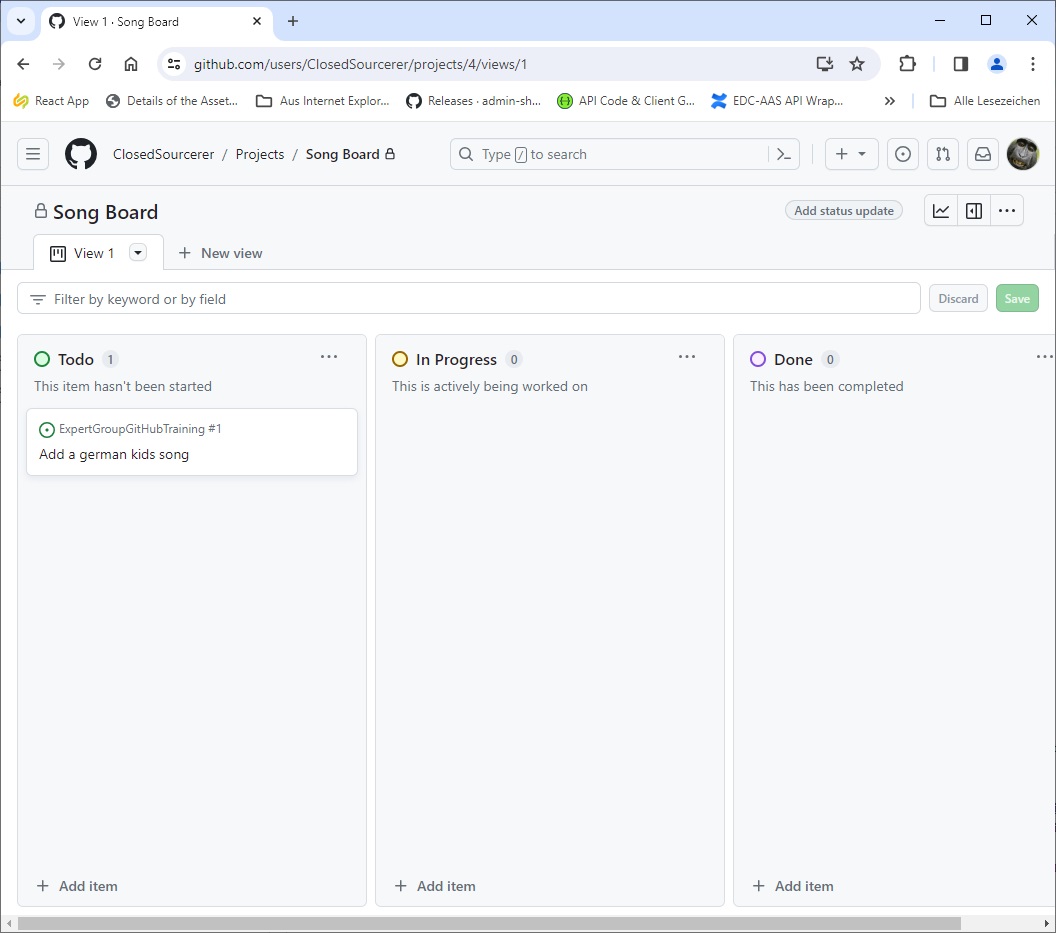 View 1 · Song Board
github.com/users/ClosedSourcerer/projects/4/views/1
React App Details of the Asset... Aus Internet Explor... Releases · admin-sh... API Code & Client G... EDC-AAS API Wrap... » Alle Lesezeichen
ClosedSourcerer / Projects / Song Board Type / to search
Song Board Add status update
View 1 New view
Filter by keyword or by field Discard Save
Todo 1
This item hasn't been started
ExpertGroupGitHubTraining #1
Add a german kids song
Add item
In Progress 0
This is actively being worked on
Add item
Done 0
This has been completed
Add item